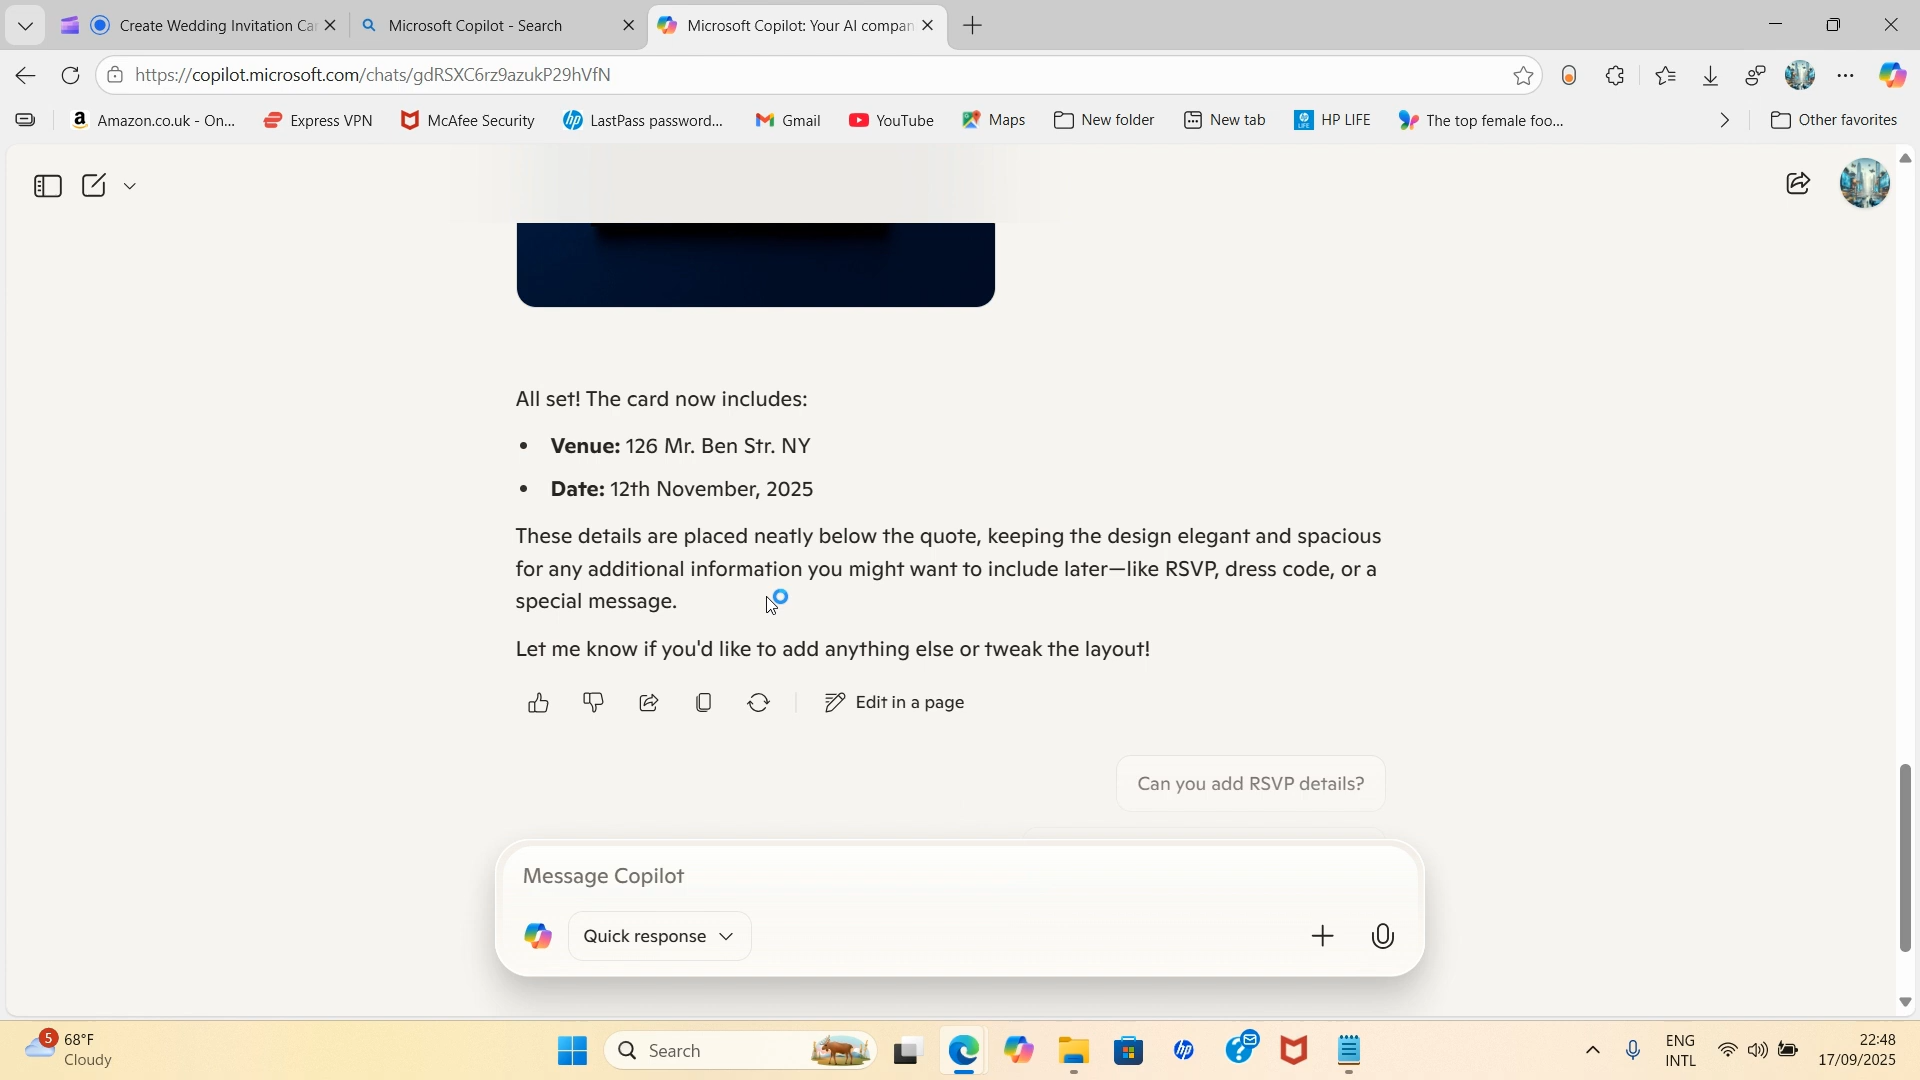 Create Wedding Invitation Ca
Microsoft Copilot - Search
Microsoft Copilot: Your AI compan
https://copilot.microsoft.com/chats/gdRSXC6rz9azukP29hVfN
Amazon.co.uk - On...
Express VPN
McAfee Security
LastPass password...
Gmail
YouTube
Maps
New folder
New tab
HP LIFE
The top female foo...
Other favorites
All set! The card now includes:
• Venue: 126 Mr. Ben Str. NY
• Date: 12th November, 2025
These details are placed neatly below the quote, keeping the design elegant and spacious
for any additional information you might want to include later—like RSVP, dress code, or a
special message.
Let me know if you'd like to add anything else or tweak the layout!
Edit in a page
Can you add RSVP details?
Message Copilot
Quick response
5
68°F
Cloudy
Search
ENG
INTL
22:48
17/09/2025